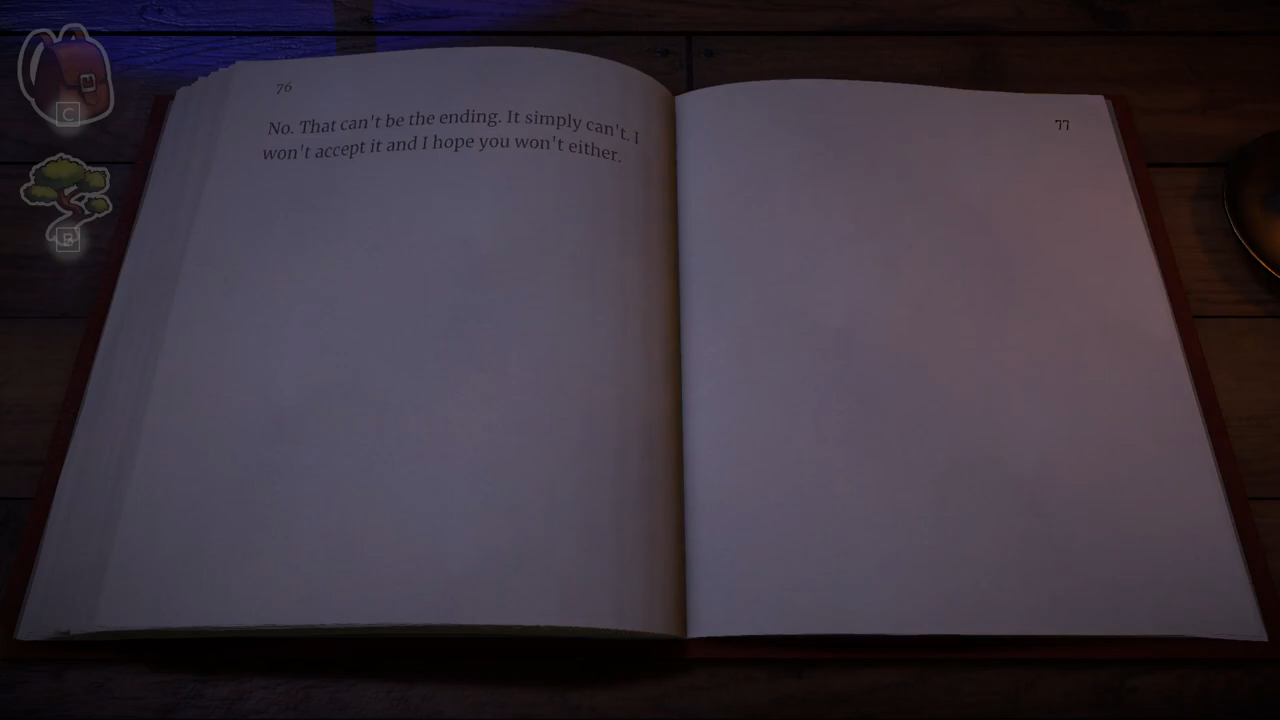 76
No. That can't be the ending. It simply can't. I
won't accept it and I hope you won't either.
77
C
B